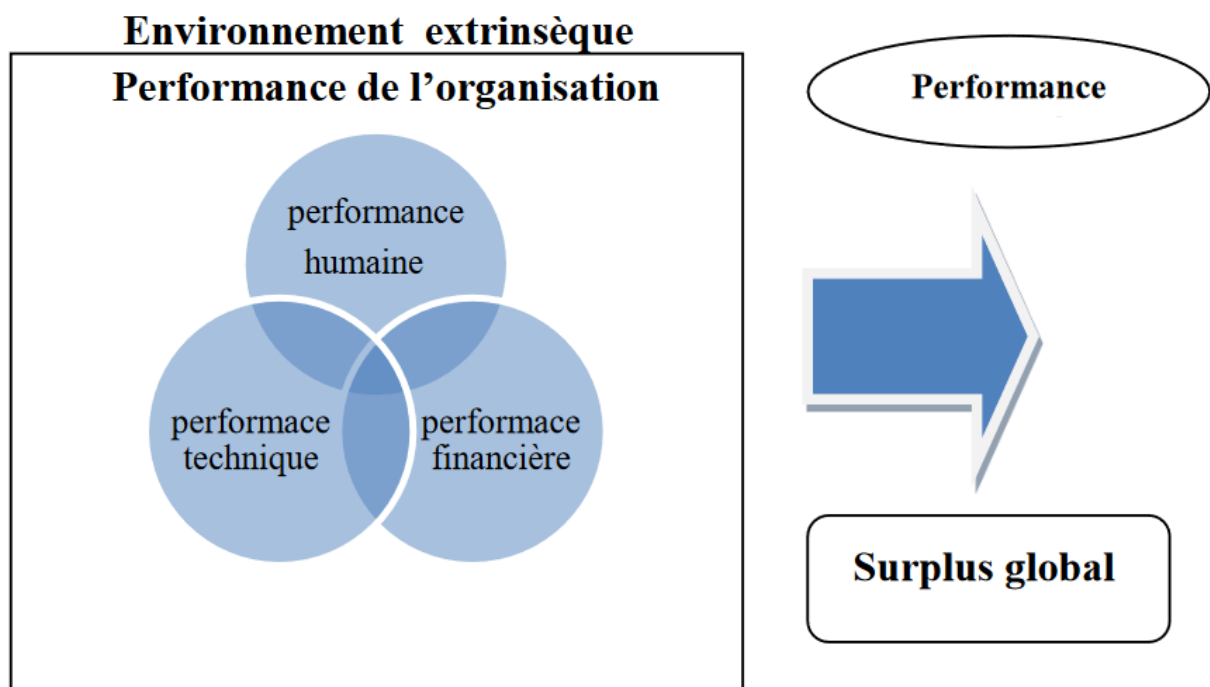 Environnement extrinsèque
Performance de l’organisation
performance
humaine
performace
technique
performace
financière
Performance
Surplus global